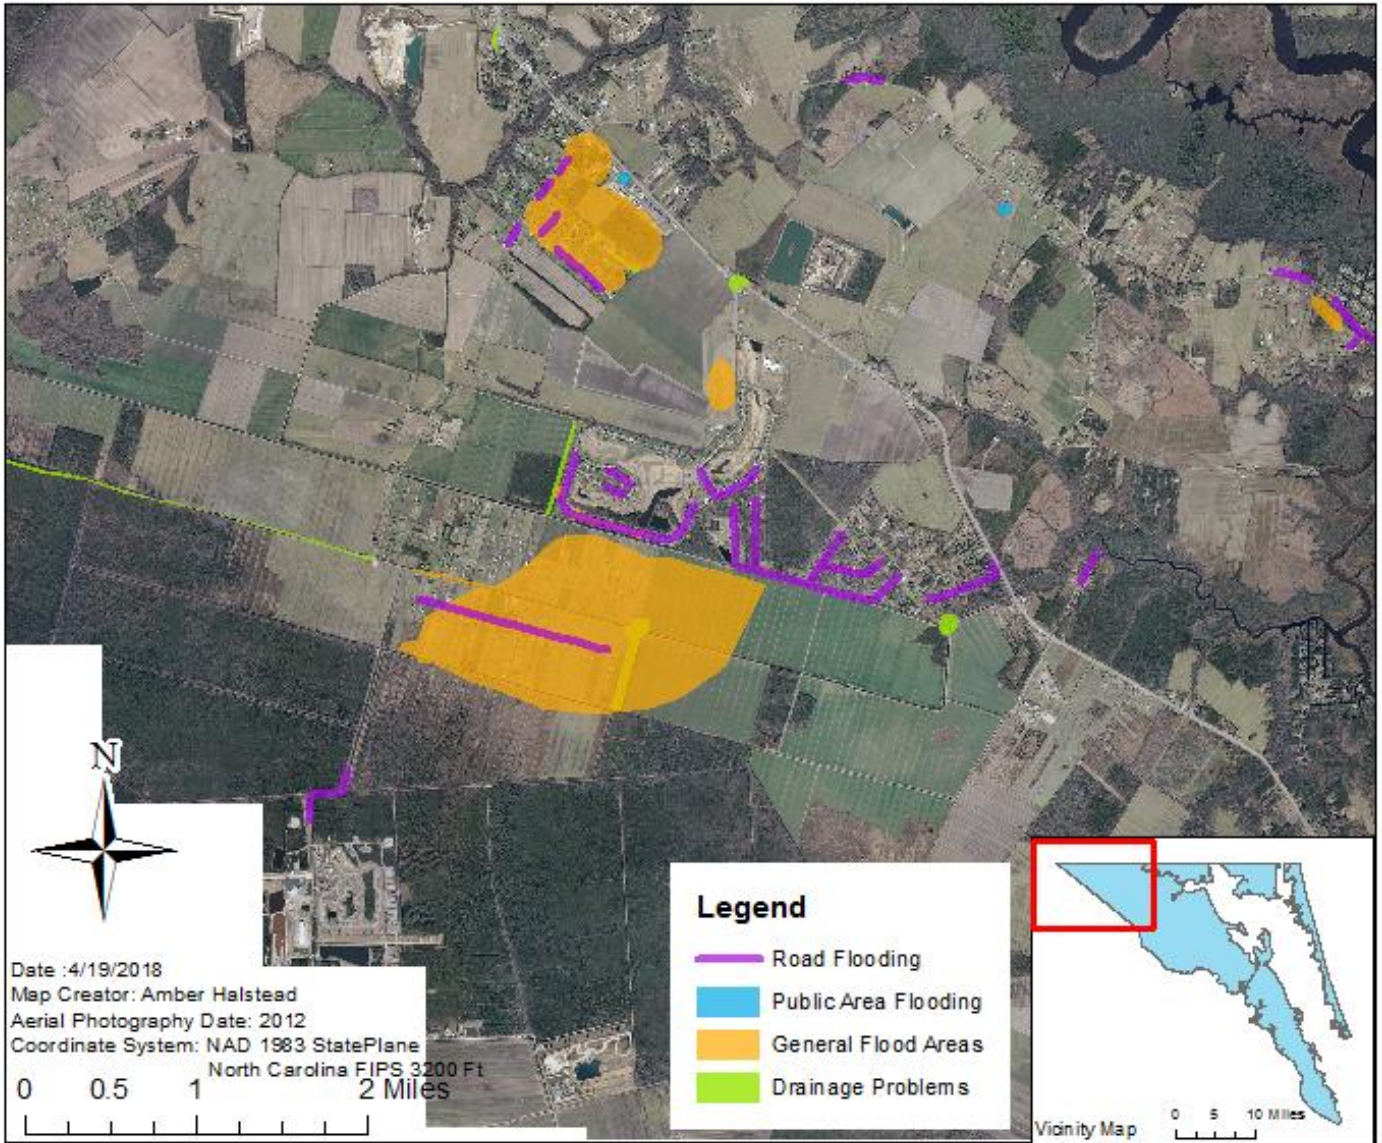 N
Date :4/19/2018
Map Creator: Amber Halstead
Aerial Photography Date: 2012
Coordinate System: NAD 1983 StatePlane
North Carolina FIPS 3200 Ft
0 0.5 1 2 Miles
Legend
Road Flooding
Public Area Flooding
General Flood Areas
Drainage Problems
0 5 10 Miles
Vicinity Map